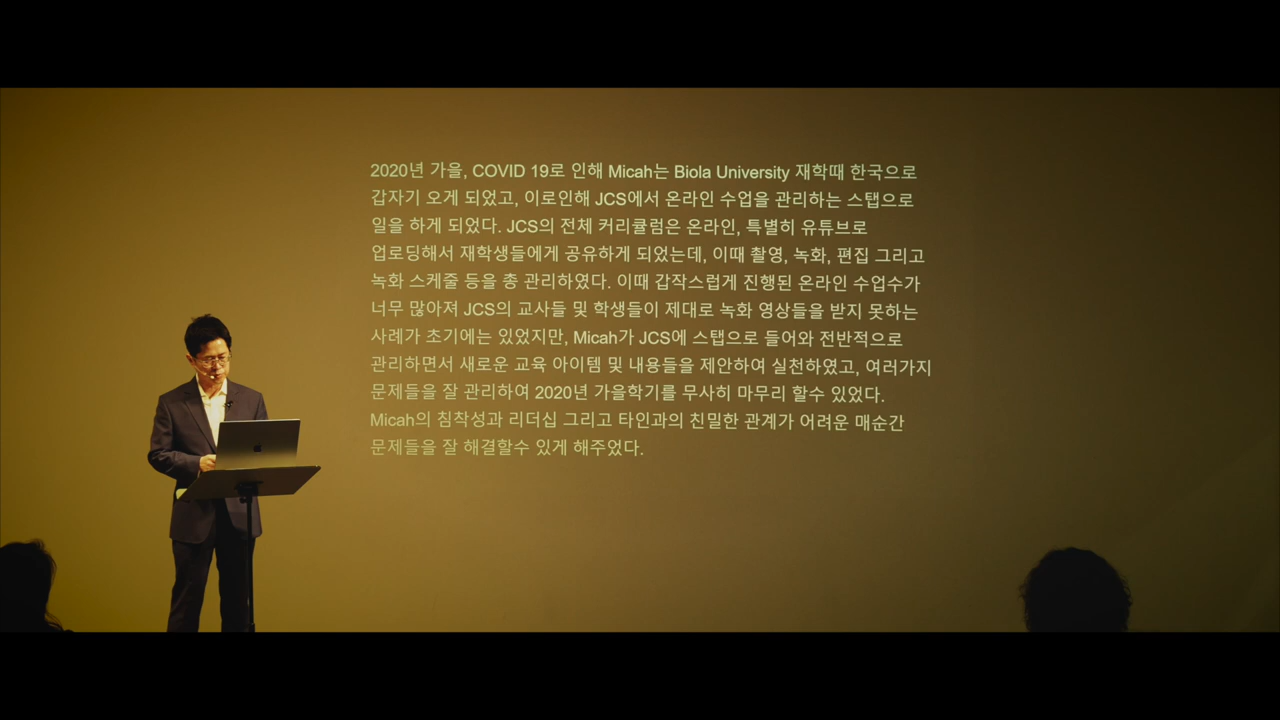 2020년 가을, COVID 19로 인해 Micah는 Biola University 재학때 한국으로
갑자기 오게 되었고, 이로인해 JCS에서 온라인 수업을 관리하는 스탭으로
일을 하게 되었다. JCS의 전체 커리큘럼은 온라인, 특별히 유튜브로
업로딩해서 재학생들에게 공유하게 되었는데, 이때 촬영, 녹화, 편집 그리고
녹화 스케줄 등을 총 관리하였다. 이때 갑작스럽게 진행된 온라인 수업수가
너무 많아져 JCS의 교사들 및 학생들이 제대로 녹화 영상들을 받지 못하는
사례가 초기에는 있었지만, Micah가 JCS에 스탭으로 들어와 전반적으로
관리하면서 새로운 교육 아이템 및 내용들을 제안하여 실천하였고, 여러가지
문제들을 잘 관리하여 2020년 가을학기를 무사히 마무리 할수 있었다.
Micah의 침착성과 리더십 그리고 타인과의 친밀한 관계가 어려운 매순간
문제들을 잘 해결할수 있게 해주었다.